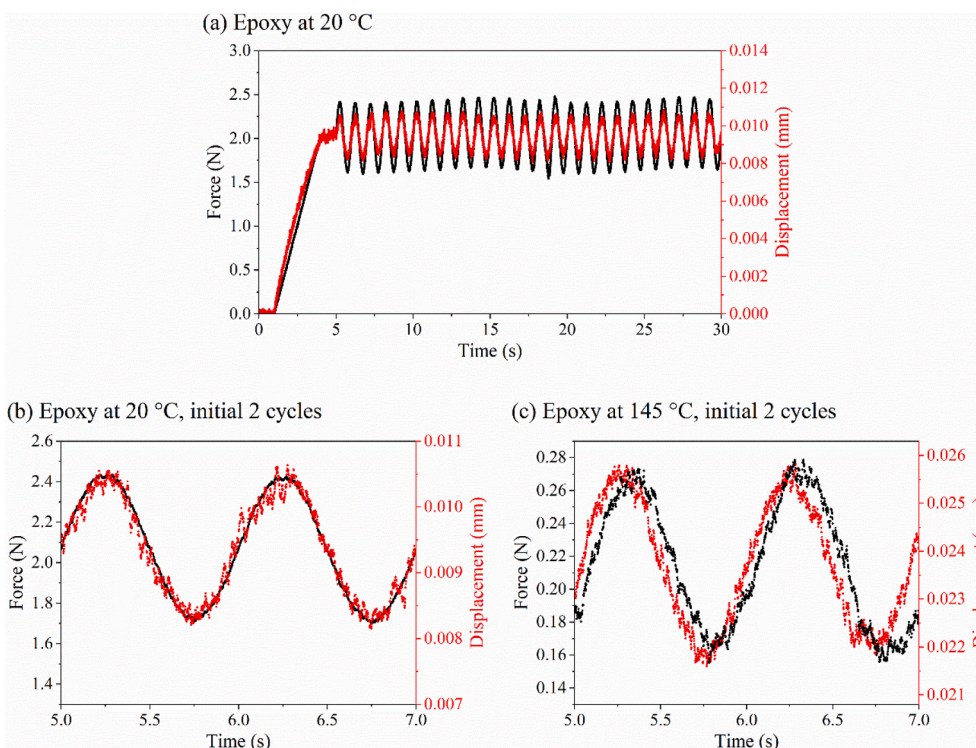 (a) Epoxy at 20 °C
3.0
2.5
2.0
1.5
1.0
0.5
0.0
Force (N)
0.014
0.012
0.010
0.008
0.006
0.004
0.002
0.000
Displacement (mm)
0 5 10 15 20 25 30
Time (s)
(b) Epoxy at 20 °C, initial 2 cycles
2.6
2.4
2.2
2.0
1.8
1.6
1.4
Force (N)
0.011
0.010
0.009
0.008
0.007
Displacement (mm)
5.0 5.5 6.0 6.5 7.0
Time (s)
(c) Epoxy at 145 °C, initial 2 cycles
0.28
0.26
0.24
0.22
0.20
0.18
0.16
0.14
Force (N)
0.026
0.025
0.024
0.023
0.022
0.021
5.0 5.5 6.0 6.5 7.0
Time (s)